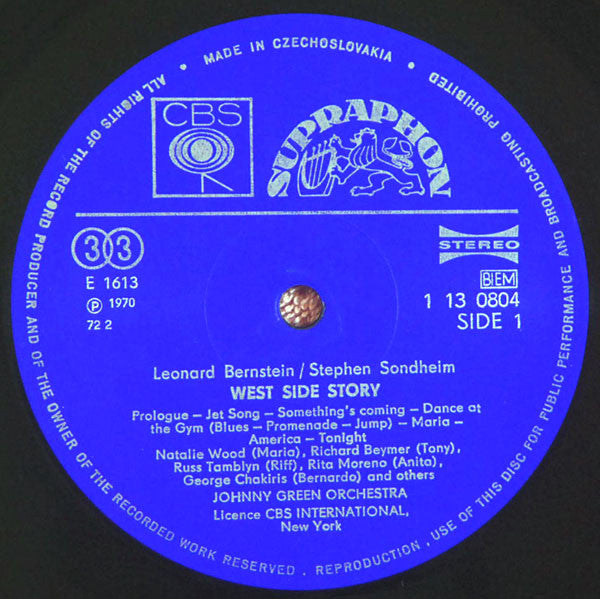 MADE IN CZECHOSLOVAKIA
ALL RIGHTS OF THE RECORD PRODUCER AND OF THE OWNER OF THE RECORDED WORK RESERVED . REPRODUCTION , USE OF THIS DISC FOR PUBLIC PERFORMANCE AND BROADCASTING PROHIBITED
CBS
SUPRAPHON
33
STEREO
E 1613
BIEM
Ⓟ 1970
1 13 0804
72 2
SIDE 1
Leonard Bernstein / Stephen Sondheim
WEST SIDE STORY
Prologue – Jet Song – Something's coming – Dance at
the Gym (Blues – Promenade – Jump) – Maria –
America – Tonight
Natalie Wood (Maria), Richard Beymer (Tony),
Russ Tamblyn (Riff), Rita Moreno (Anita),
George Chakiris (Bernardo) and others
JOHNNY GREEN ORCHESTRA
Licence CBS INTERNATIONAL,
New York